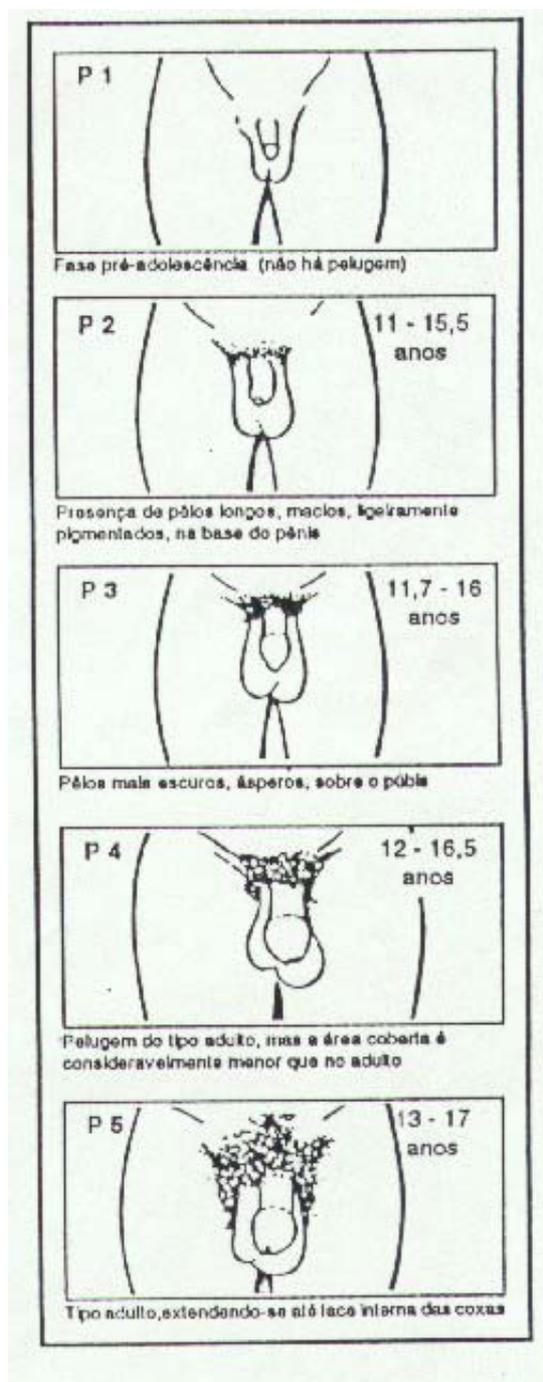 P 1
Fase pré-adolescência (não há pelugem)
P 2
11 - 15,5
anos
Presença de pêlos longos, macios, ligeiramente
pigmentados, na base do pênis
P 3
11,7 - 16
anos
Pêlos mais escuros, ásperos, sobre o púbis
P 4
12 - 16,5
anos
Pelugem do tipo adulto, mas a área coberta é
consideravelmente menor que no adulto
P 5
13 - 17
anos
Tipo adulto,extendendo-se até face interna das coxas